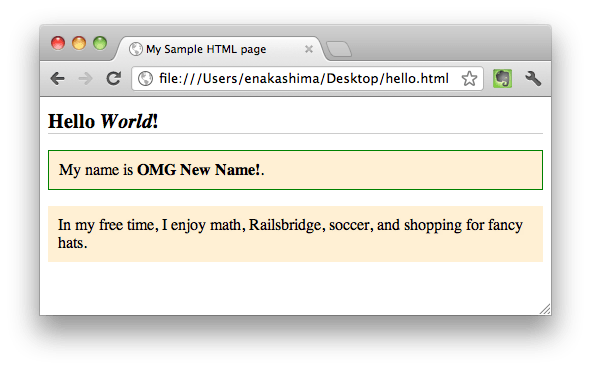 My Sample HTML page
file:///Users/enakashima/Desktop/hello.html
Hello World!
My name is OMG New Name!.
In my free time, I enjoy math, Railsbridge, soccer, and shopping for fancy
hats.